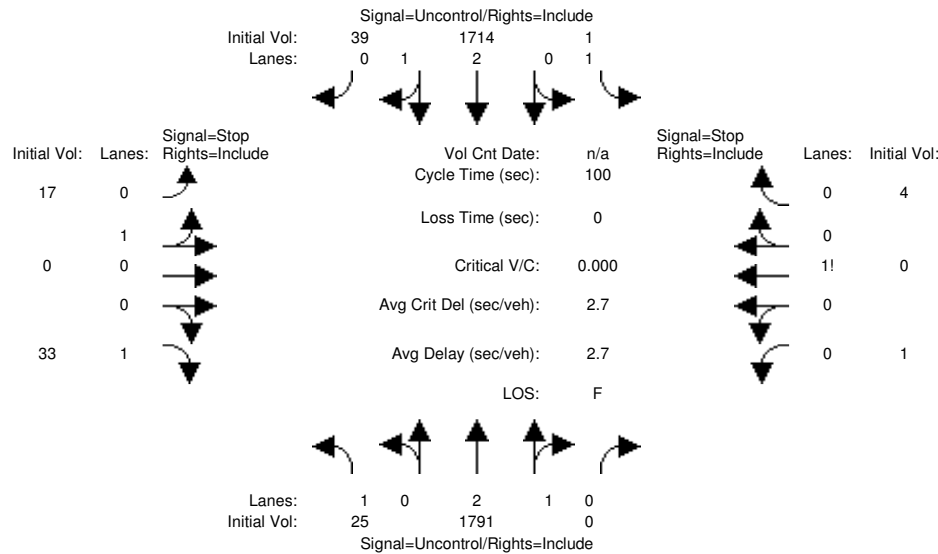 Signal=Uncontrol/Rights=Include
Initial Vol: 39 1714 1
Lanes: 0 1 2 0 1
Signal=Stop
Initial Vol: Lanes: Rights=Include
Signal=Stop
Rights=Include Lanes: Initial Vol:
Vol Cnt Date: n/a
Cycle Time (sec): 100
17 0
0 4
Loss Time (sec): 0
1
0
0 0
Critical V/C: 0.000
1! 0
0
Avg Crit Del (sec/veh): 2.7
0
33 1
Avg Delay (sec/veh): 2.7
0 1
LOS: F
Lanes: 1 0 2 1 0
Initial Vol: 25 1791 0
Signal=Uncontrol/Rights=Include